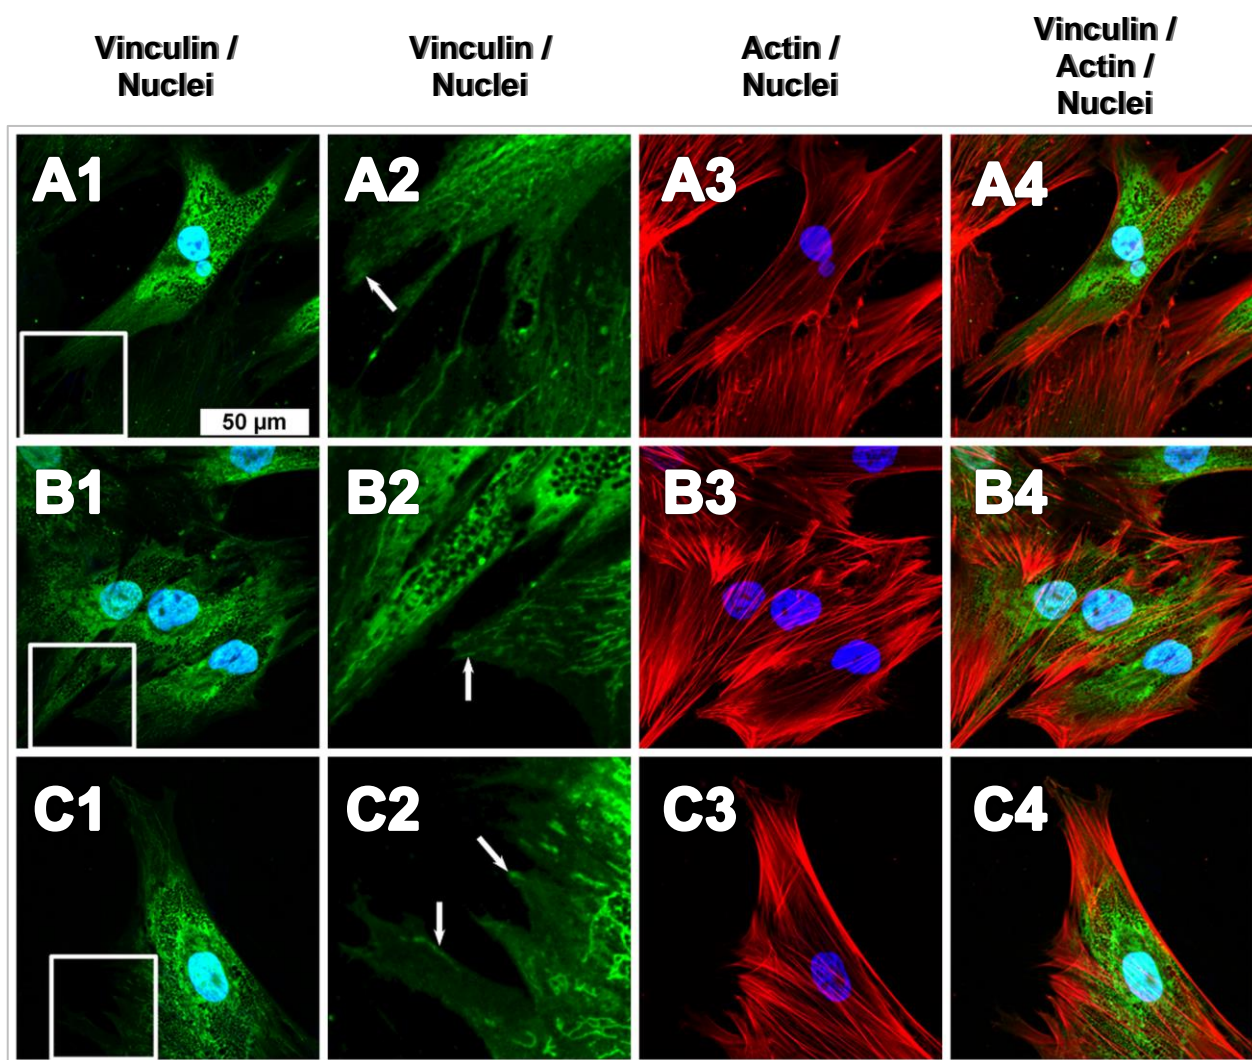 Vinculin /
Nuclei
Vinculin /
Nuclei
Actin /
Nuclei
Vinculin /
Actin /
Nuclei
A1
A2
A3
A4
50 µm
B1
B2
B3
B4
C1
C2
C3
C4